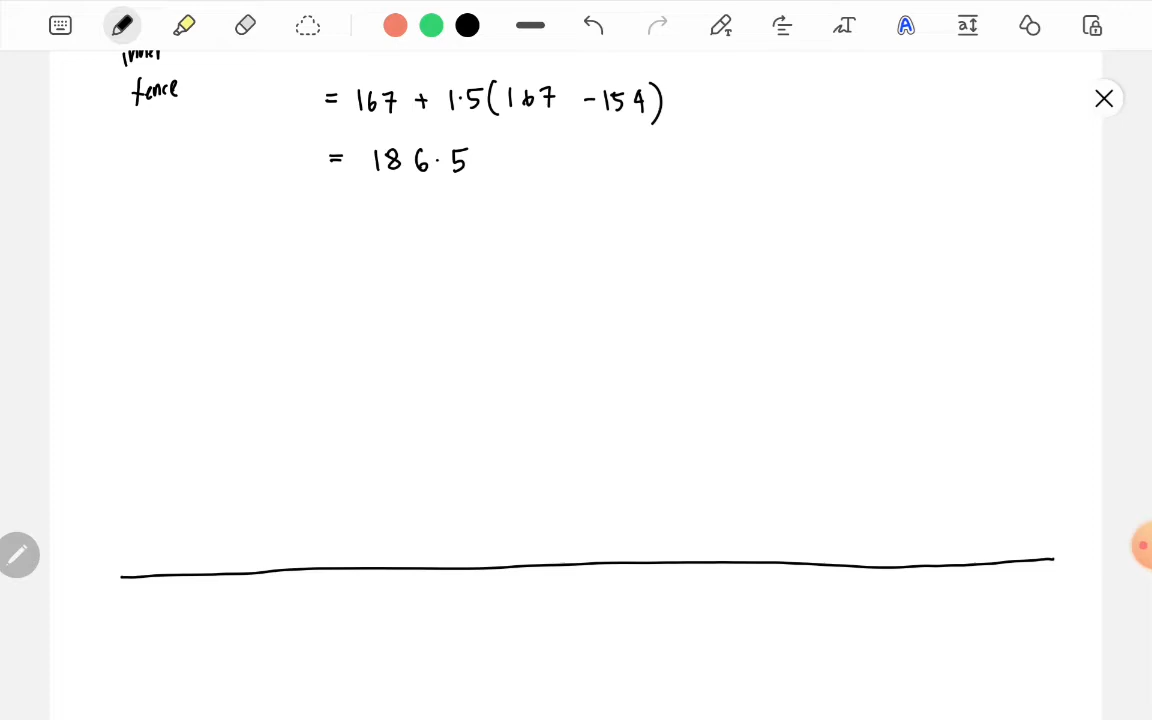 fence
= 167 + 1.5(167 - 154)
= 186.5